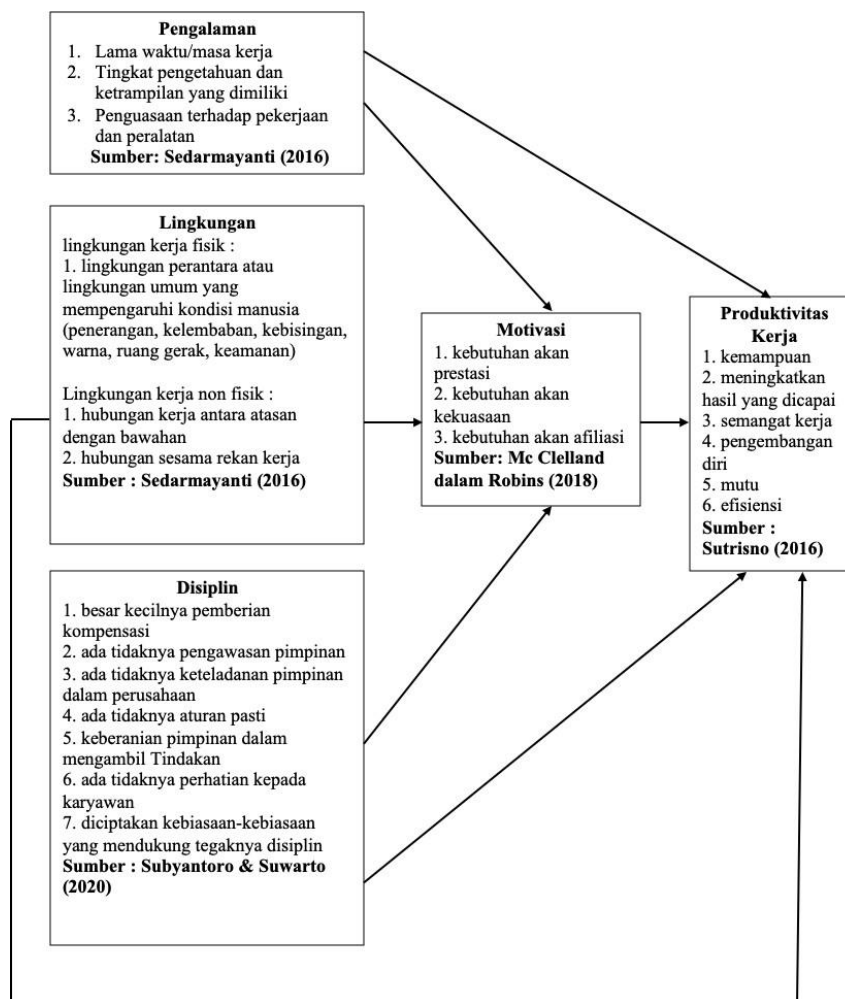 Pengalaman
1. Lama waktu/masa kerja
2. Tingkat pengetahuan dan
ketrampilan yang dimiliki
3. Penguasaan terhadap pekerjaan
dan peralatan
Sumber: Sedarmayanti (2016)
Lingkungan
lingkungan kerja fisik :
1. lingkungan perantara atau
lingkungan umum yang
mempengaruhi kondisi manusia
(penerangan, kelembaban, kebisingan,
warna, ruang gerak, keamanan)
Lingkungan kerja non fisik :
1. hubungan kerja antara atasan
dengan bawahan
2. hubungan sesama rekan kerja
Sumber : Sedarmayanti (2016)
Disiplin
1. besar kecilnya pemberian
kompensasi
2. ada tidaknya pengawasan pimpinan
3. ada tidaknya keteladanan pimpinan
dalam perusahaan
4. ada tidaknya aturan pasti
5. keberanian pimpinan dalam
mengambil Tindakan
6. ada tidaknya perhatian kepada
karyawan
7. diciptakan kebiasaan-kebiasaan
yang mendukung tegaknya disiplin
Sumber : Subyantoro & Suwarto
(2020)
Motivasi
1. kebutuhan akan
prestasi
2. kebutuhan akan
kekuasaan
3. kebutuhan akan afiliasi
Sumber: Mc Clelland
dalam Robins (2018)
Produktivitas
Kerja
1. kemampuan
2. meningkatkan
hasil yang dicapai
3. semangat kerja
4. pengembangan
diri
5. mutu
6. efisiensi
Sumber :
Sutrisno (2016)